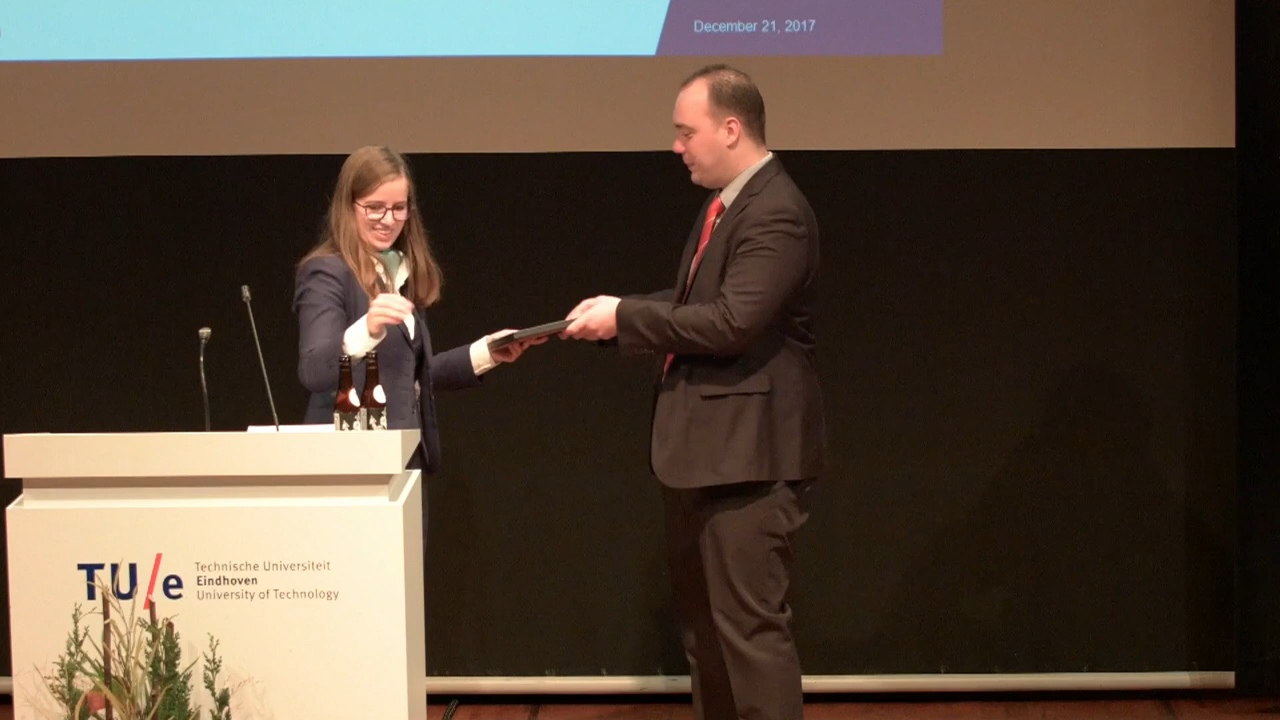 December 21, 2017
TU/e
Technische Universiteit
Eindhoven
University of Technology